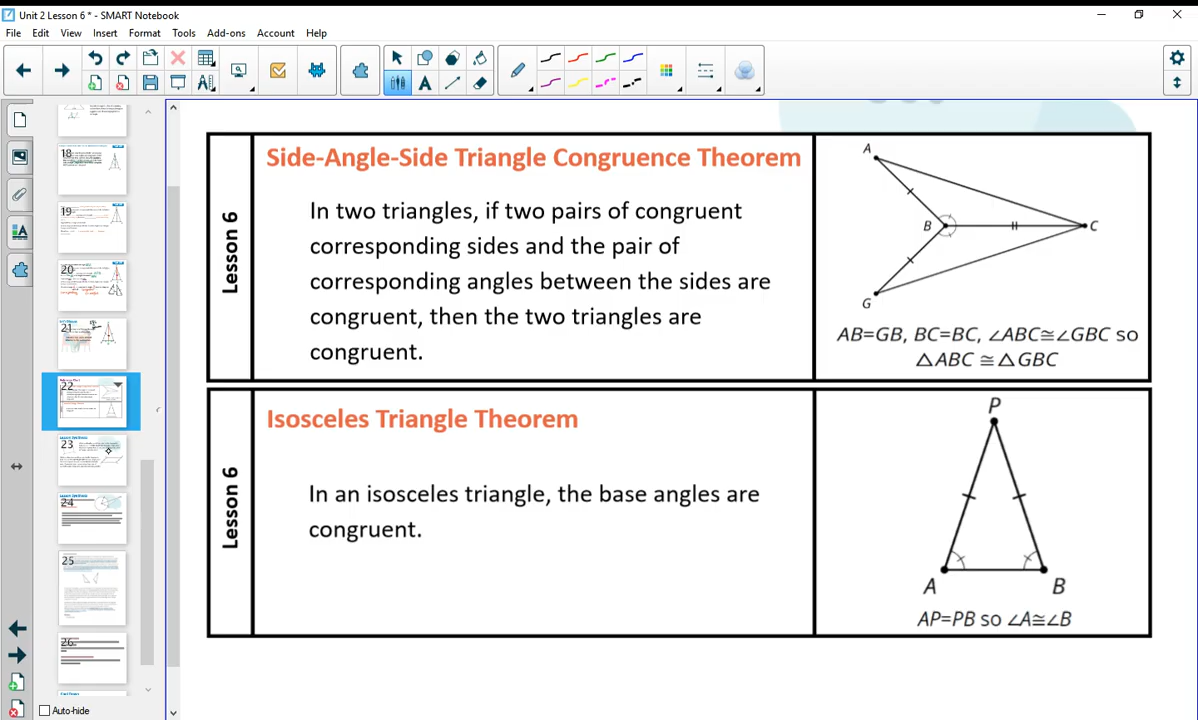 Unit 2 Lesson 6 * - SMART Notebook
File Edit View Insert Format Tools Add-ons Account Help
18
19
20
21
22
23
24
25
26
Auto-hide
Lesson 6
Side-Angle-Side Triangle Congruence Theorem
In two triangles, if two pairs of congruent
corresponding sides and the pair of
corresponding angles between the sides are
congruent, then the two triangles are
congruent.
A
B
C
G
AB=GB, BC=BC, ∠ABC≅∠GBC so
△ABC ≅ △GBC
Lesson 6
Isosceles Triangle Theorem
In an isosceles triangle, the base angles are
congruent.
P
A B
AP=PB so ∠A≅∠B